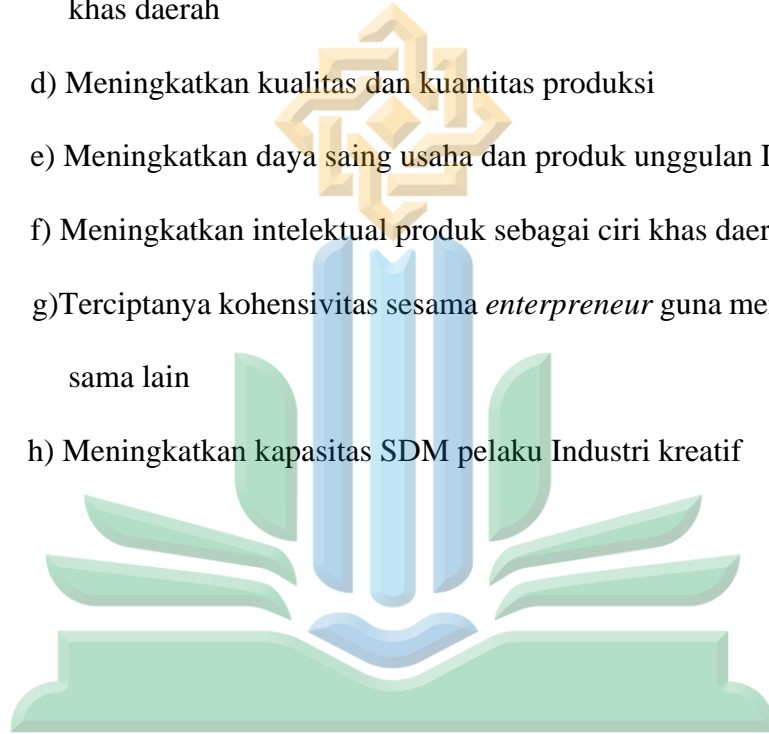 khas daerah
d) Meningkatkan kualitas dan kuantitas produksi
e) Meningkatkan daya saing usaha dan produk unggulan
f) Meningkatkan intelektual produk sebagai ciri khas
g)Terciptanya kohensivitas sesama enterpreneur guna
sama lain
h) Meningkatkan kapasitas SDM pelaku Industri kreatif